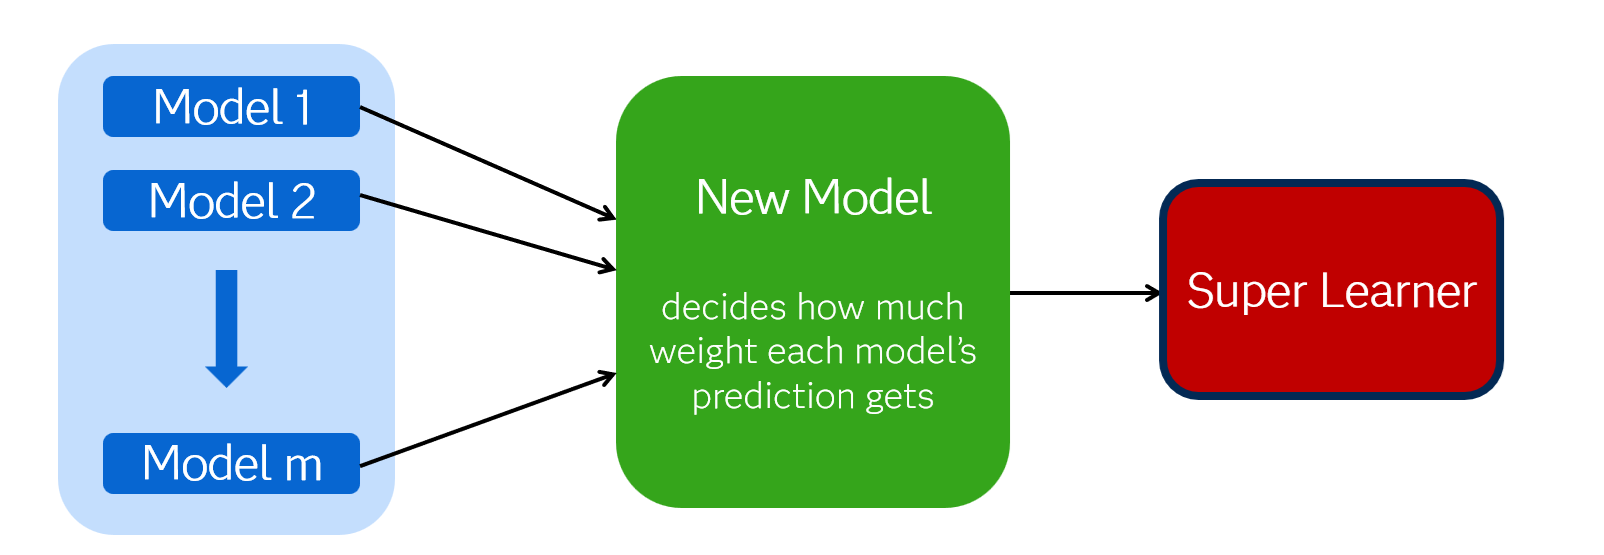 Model 1
Model 2
Model m
New Model
decides how much
weight each model’s
prediction gets
Super Learner